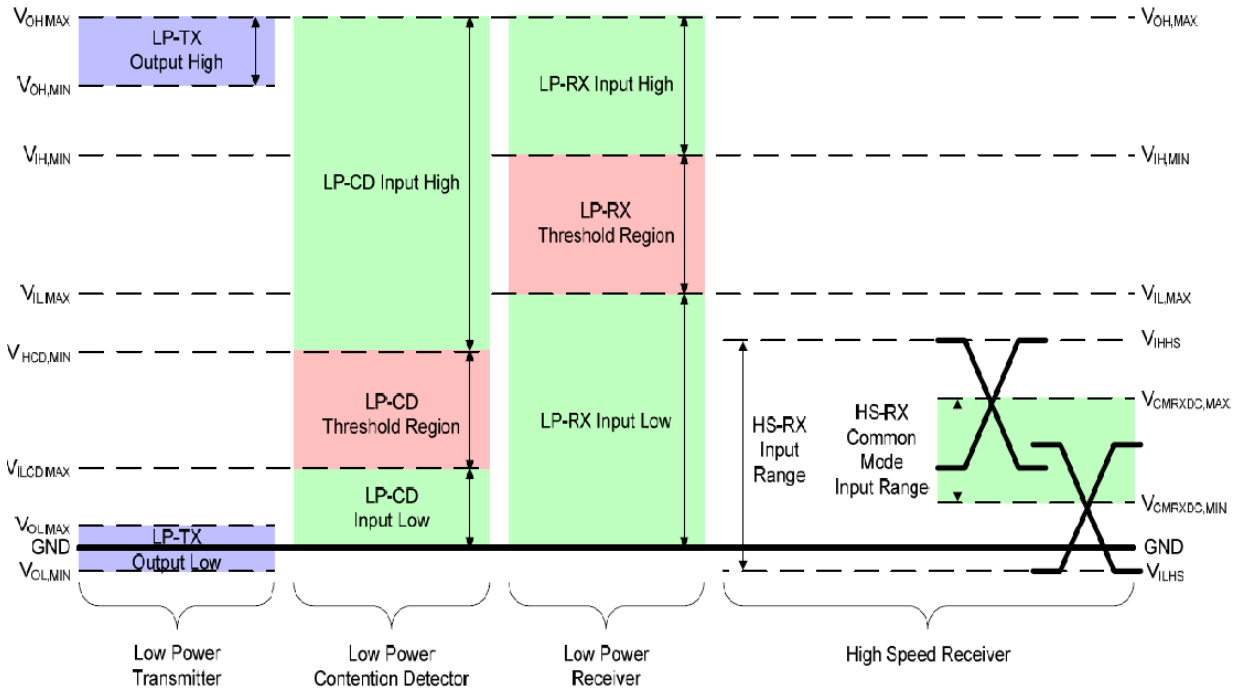 VOH,MAX
LP-TX
Output High
VOH,MIN
VIH,MIN
VIL,MAX
VHCD,MIN
VILCD,MAX
VOL,MAX
GND
VOL,MIN
LP-TX
Output Low
LP-CD Input High
LP-CD
Threshold Region
LP-CD
Input Low
LP-RX Input High
LP-RX
Threshold Region
LP-RX Input Low
HS-RX
Input
Range
HS-RX
Common
Mode
Input Range
VOH,MAX
VIH,MIN
VIL,MAX
VIHHS
VCMRXDC,MAX
VCMRXDC,MIN
GND
VILHS
Low Power
Transmitter
Low Power
Contention Detector
Low Power
Receiver
High Speed Receiver